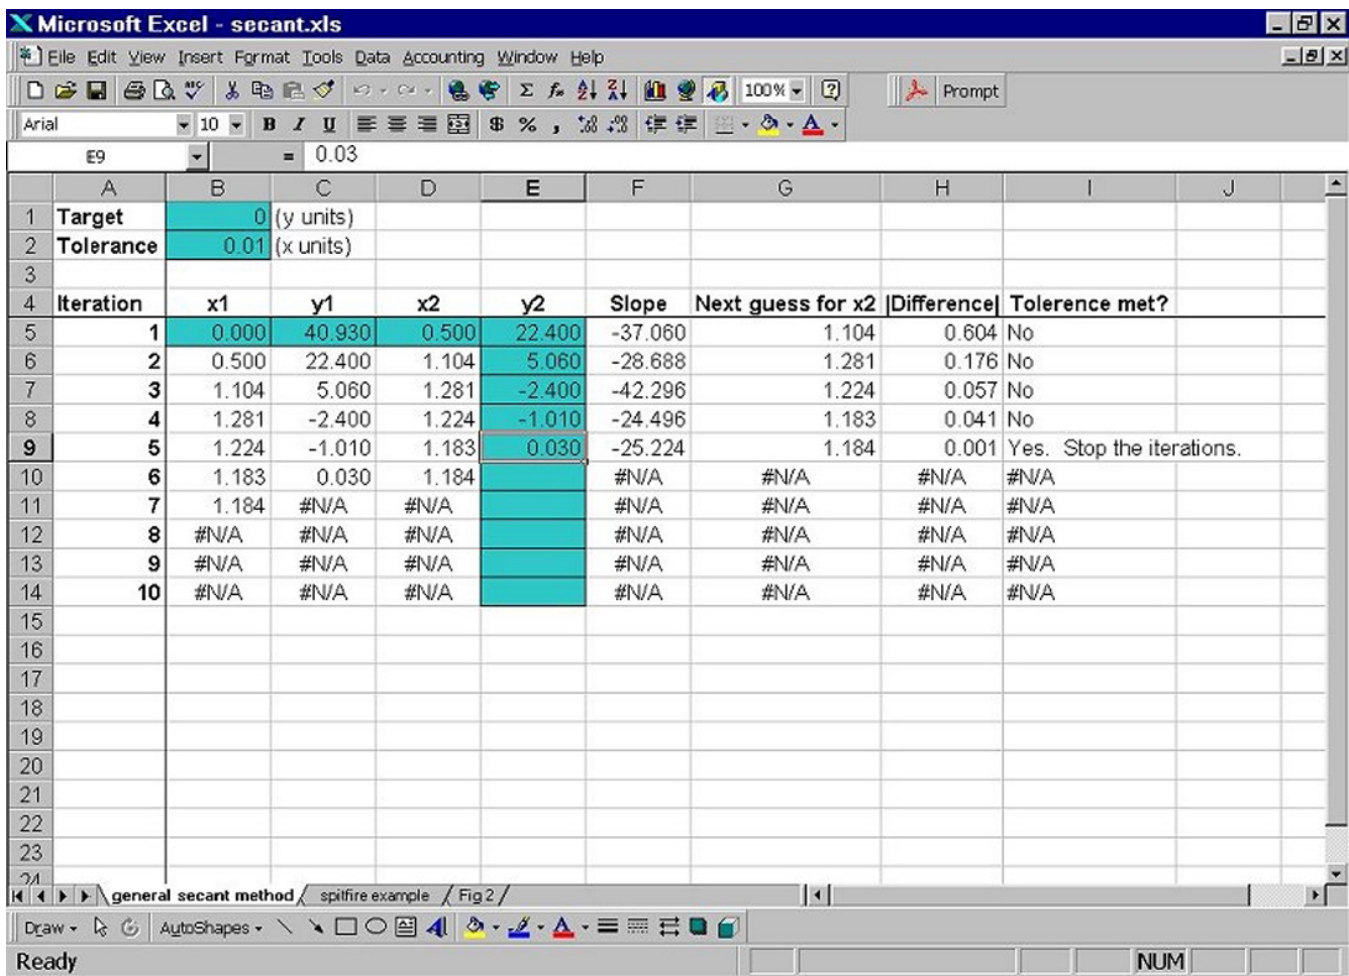 Microsoft Excel - secant.xls
File Edit View Insert Format Tools Data Accounting Window Help
100% Prompt
Arial 10 B I U $ % ,
E9 = 0.03
A B C D E F G H I J
1 Target 0 (y units)
2 Tolerance 0.01 (x units)
3
4 Iteration x1 y1 x2 y2 Slope Next guess for x2 |Difference| Tolerence met?
5 1 0.000 40.930 0.500 22.400 -37.060 1.104 0.604 No
6 2 0.500 22.400 1.104 5.060 -28.688 1.281 0.176 No
7 3 1.104 5.060 1.281 -2.400 -42.296 1.224 0.057 No
8 4 1.281 -2.400 1.224 -1.010 -24.496 1.183 0.041 No
9 5 1.224 -1.010 1.183 0.030 -25.224 1.184 0.001 Yes. Stop the iterations.
10 6 1.183 0.030 1.184 #N/A #N/A #N/A #N/A
11 7 1.184 #N/A #N/A #N/A #N/A #N/A #N/A
12 8 #N/A #N/A #N/A #N/A #N/A #N/A #N/A
13 9 #N/A #N/A #N/A #N/A #N/A #N/A #N/A
14 10 #N/A #N/A #N/A #N/A #N/A #N/A #N/A
15
16
17
18
19
20
21
22
23
24
general secant method spitfire example Fig 2
Draw AutoShapes
Ready NUM